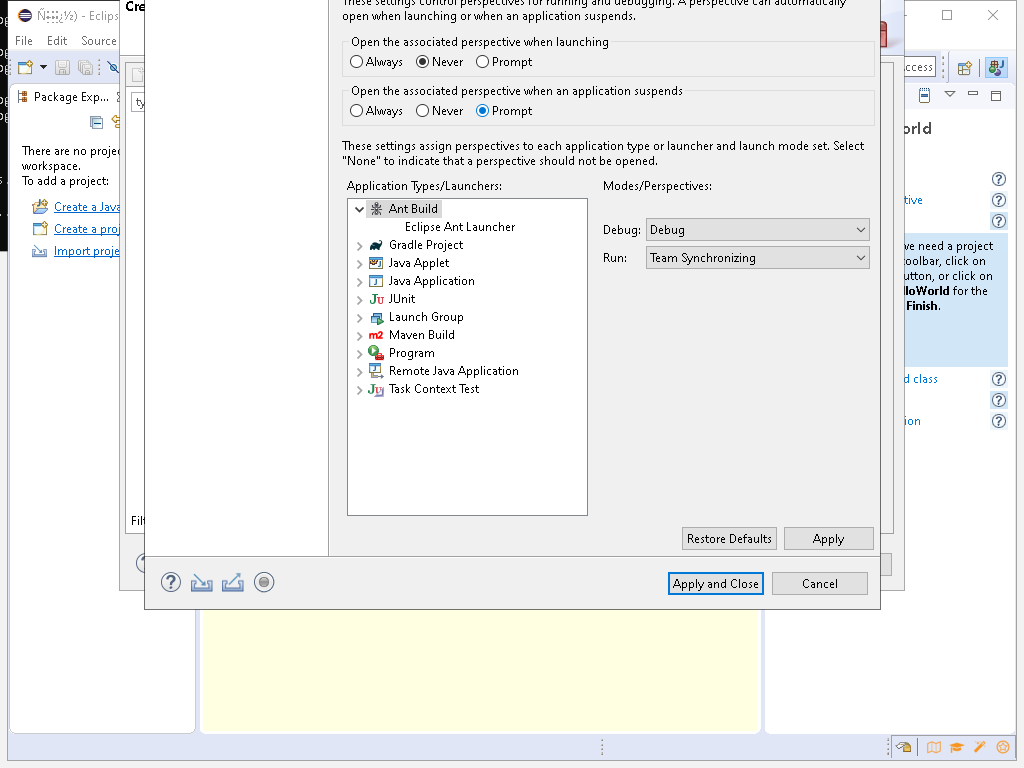 - Eclips
Cre
These settings control perspectives for running and debugging. A perspective can automatically
open when launching or when an application suspends.
File Edit Source
Open the associated perspective when launching
Always Never Prompt
ccess
Package Exp...
Open the associated perspective when an application suspends
ty
Always Never Prompt
orld
There are no proje
workspace.
To add a project:
These settings assign perspectives to each application type or launcher and launch mode set. Select
"None" to indicate that a perspective should not be opened.
Application Types/Launchers:
Modes/Perspectives:
Create a Java
Create a proj
Import proje
Ant Build
Eclipse Ant Launcher
Gradle Project
Java Applet
Java Application
JUnit
Launch Group
Maven Build
Program
Remote Java Application
Task Context Test
Debug: Debug
Run: Team Synchronizing
tive
we need a project
toolbar, click on
utton, or click on
lloWorld for the
Finish.
d class
ion
Filt
Restore Defaults
Apply
Apply and Close
Cancel